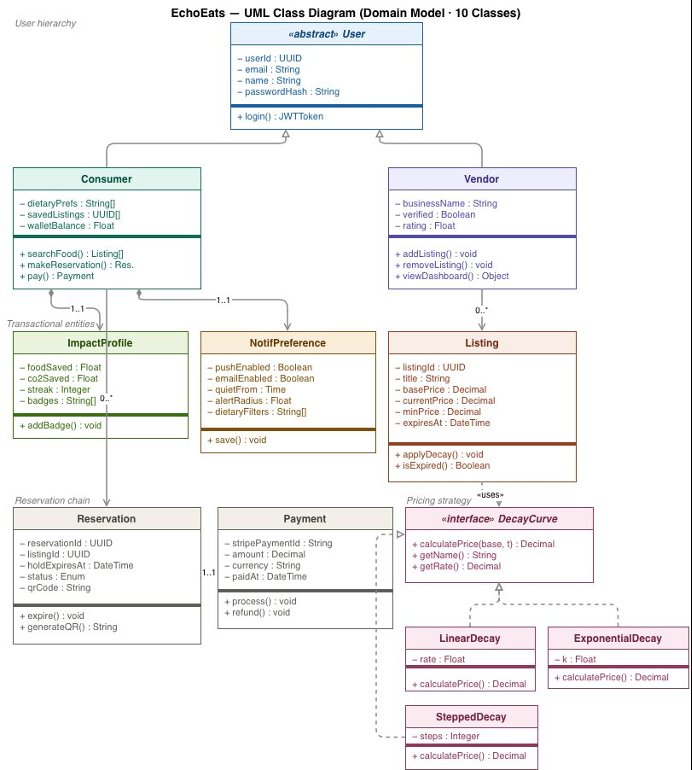 EchoEats — UML Class Diagram (Domain Model · 10 Classes)
User hierarchy
«abstract» User
– userId : UUID
– email : String
– name : String
– passwordHash : String
+ login() : JWTToken
Consumer
– dietaryPrefs : String[]
– savedListings : UUID[]
– walletBalance : Float
+ searchFood() : Listing[]
+ makeReservation() : Res.
+ pay() : Payment
Vendor
– businessName : String
– verified : Boolean
– rating : Float
+ addListing() : void
+ removeListing() : void
+ viewDashboard() : Object
1..1
1..1
0..*
Transactional entities
ImpactProfile
– foodSaved : Float
– co2Saved : Float
– streak : Integer
– badges : String[]
+ addBadge() : void
0..*
NotifPreference
– pushEnabled : Boolean
– emailEnabled : Boolean
– quietFrom : Time
– alertRadius : Float
– dietaryFilters : String[]
+ save() : void
Listing
– listingId : UUID
– title : String
– basePrice : Decimal
– currentPrice : Decimal
– minPrice : Decimal
– expiresAt : DateTime
+ applyDecay() : void
+ isExpired() : Boolean
«uses»
Reservation chain
Pricing strategy
Reservation
– reservationId : UUID
– listingId : UUID
– holdExpiresAt : DateTime
– status : Enum
– qrCode : String
+ expire() : void
+ generateQR() : String
1..1
Payment
– stripePaymentId : String
– amount : Decimal
– currency : String
– paidAt : DateTime
+ process() : void
+ refund() : void
«interface» DecayCurve
+ calculatePrice(base, t) : Decimal
+ getName() : String
+ getRate() : Decimal
LinearDecay
– rate : Float
+ calculatePrice() : Decimal
ExponentialDecay
– k : Float
+ calculatePrice() : Decimal
SteppedDecay
– steps : Integer
+ calculatePrice() : Decimal